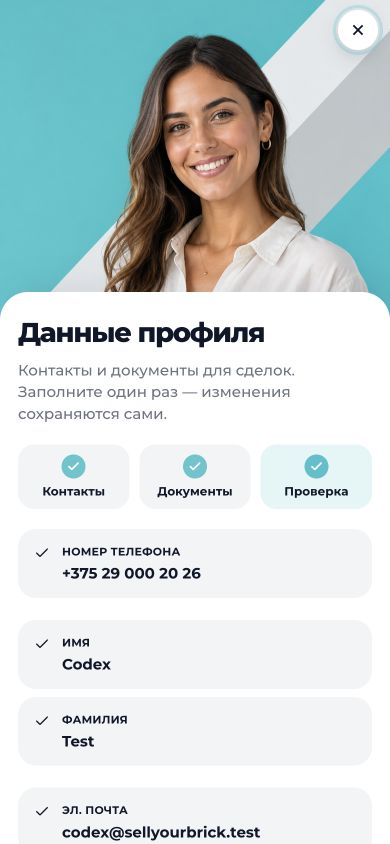 Данные профиля
Контакты и документы для сделок.
Заполните один раз — изменения
сохраняются сами.
Контакты
Документы
Проверка
НОМЕР ТЕЛЕФОНА
+375 29 000 20 26
ИМЯ
Codex
ФАМИЛИЯ
Test
ЭЛ. ПОЧТА
codex@sellyourbrick.test